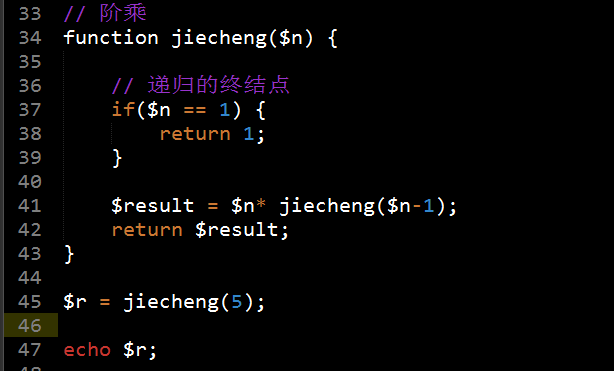 33 // 阶乘
34 function jiecheng($n) {
35
36     // 递归的终结点
37     if($n == 1) {
38         return 1;
39     }
40
41     $result = $n* jiecheng($n-1);
42     return $result;
43 }
44
45 $r = jiecheng(5);
46
47 echo $r;